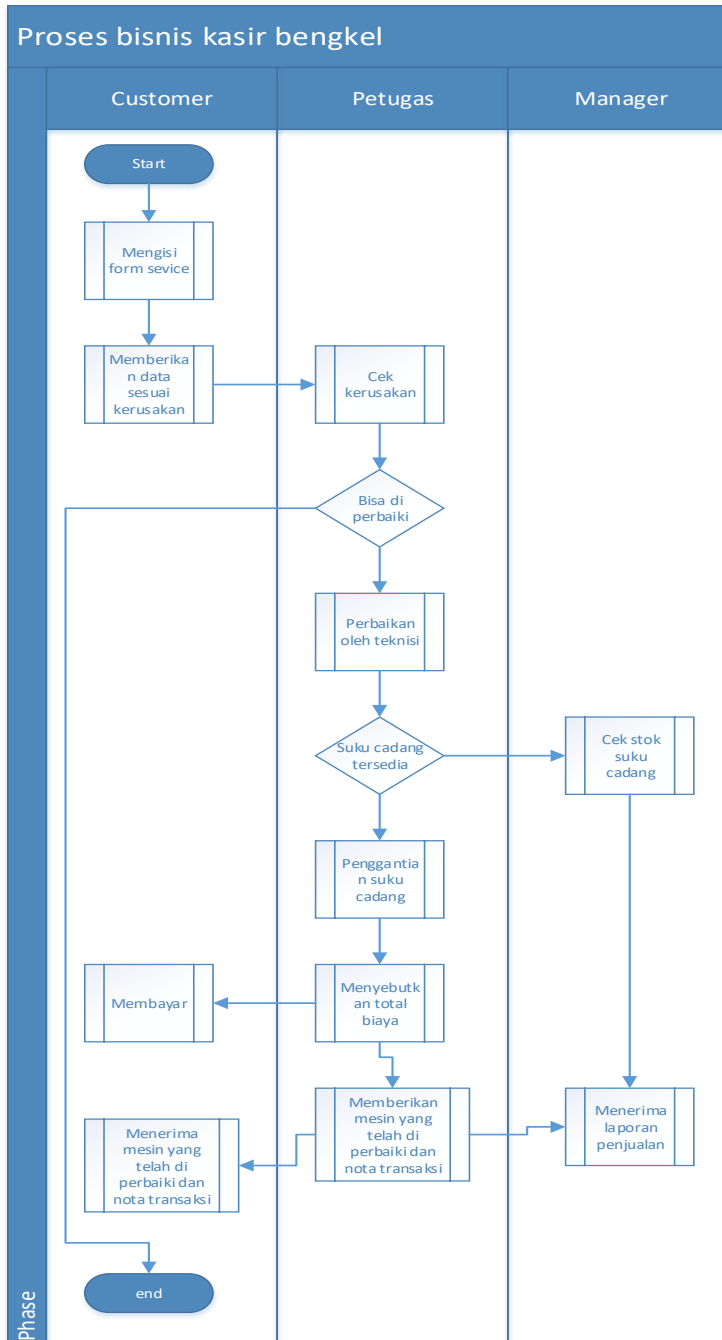 Proses bisnis kasir bengkel
Customer
Petugas
Manager
Start
Mengisi
form sevice
Memberika
n data
sesuai
kerusakan
Cek
kerusakan
Bisa di
perbaiki
Perbaikan
oleh teknisi
Suku cadang
tersedia
Cek stok
suku
cadang
Penggantia
n suku
cadang
Membayar
Menyebutk
an total
biaya
Menerima
mesin yang
telah di
perbaiki dan
nota transaksi
Memberikan
mesin yang
telah di
perbaiki dan
nota transaksi
Menerima
laporan
penjualan
end
Phase